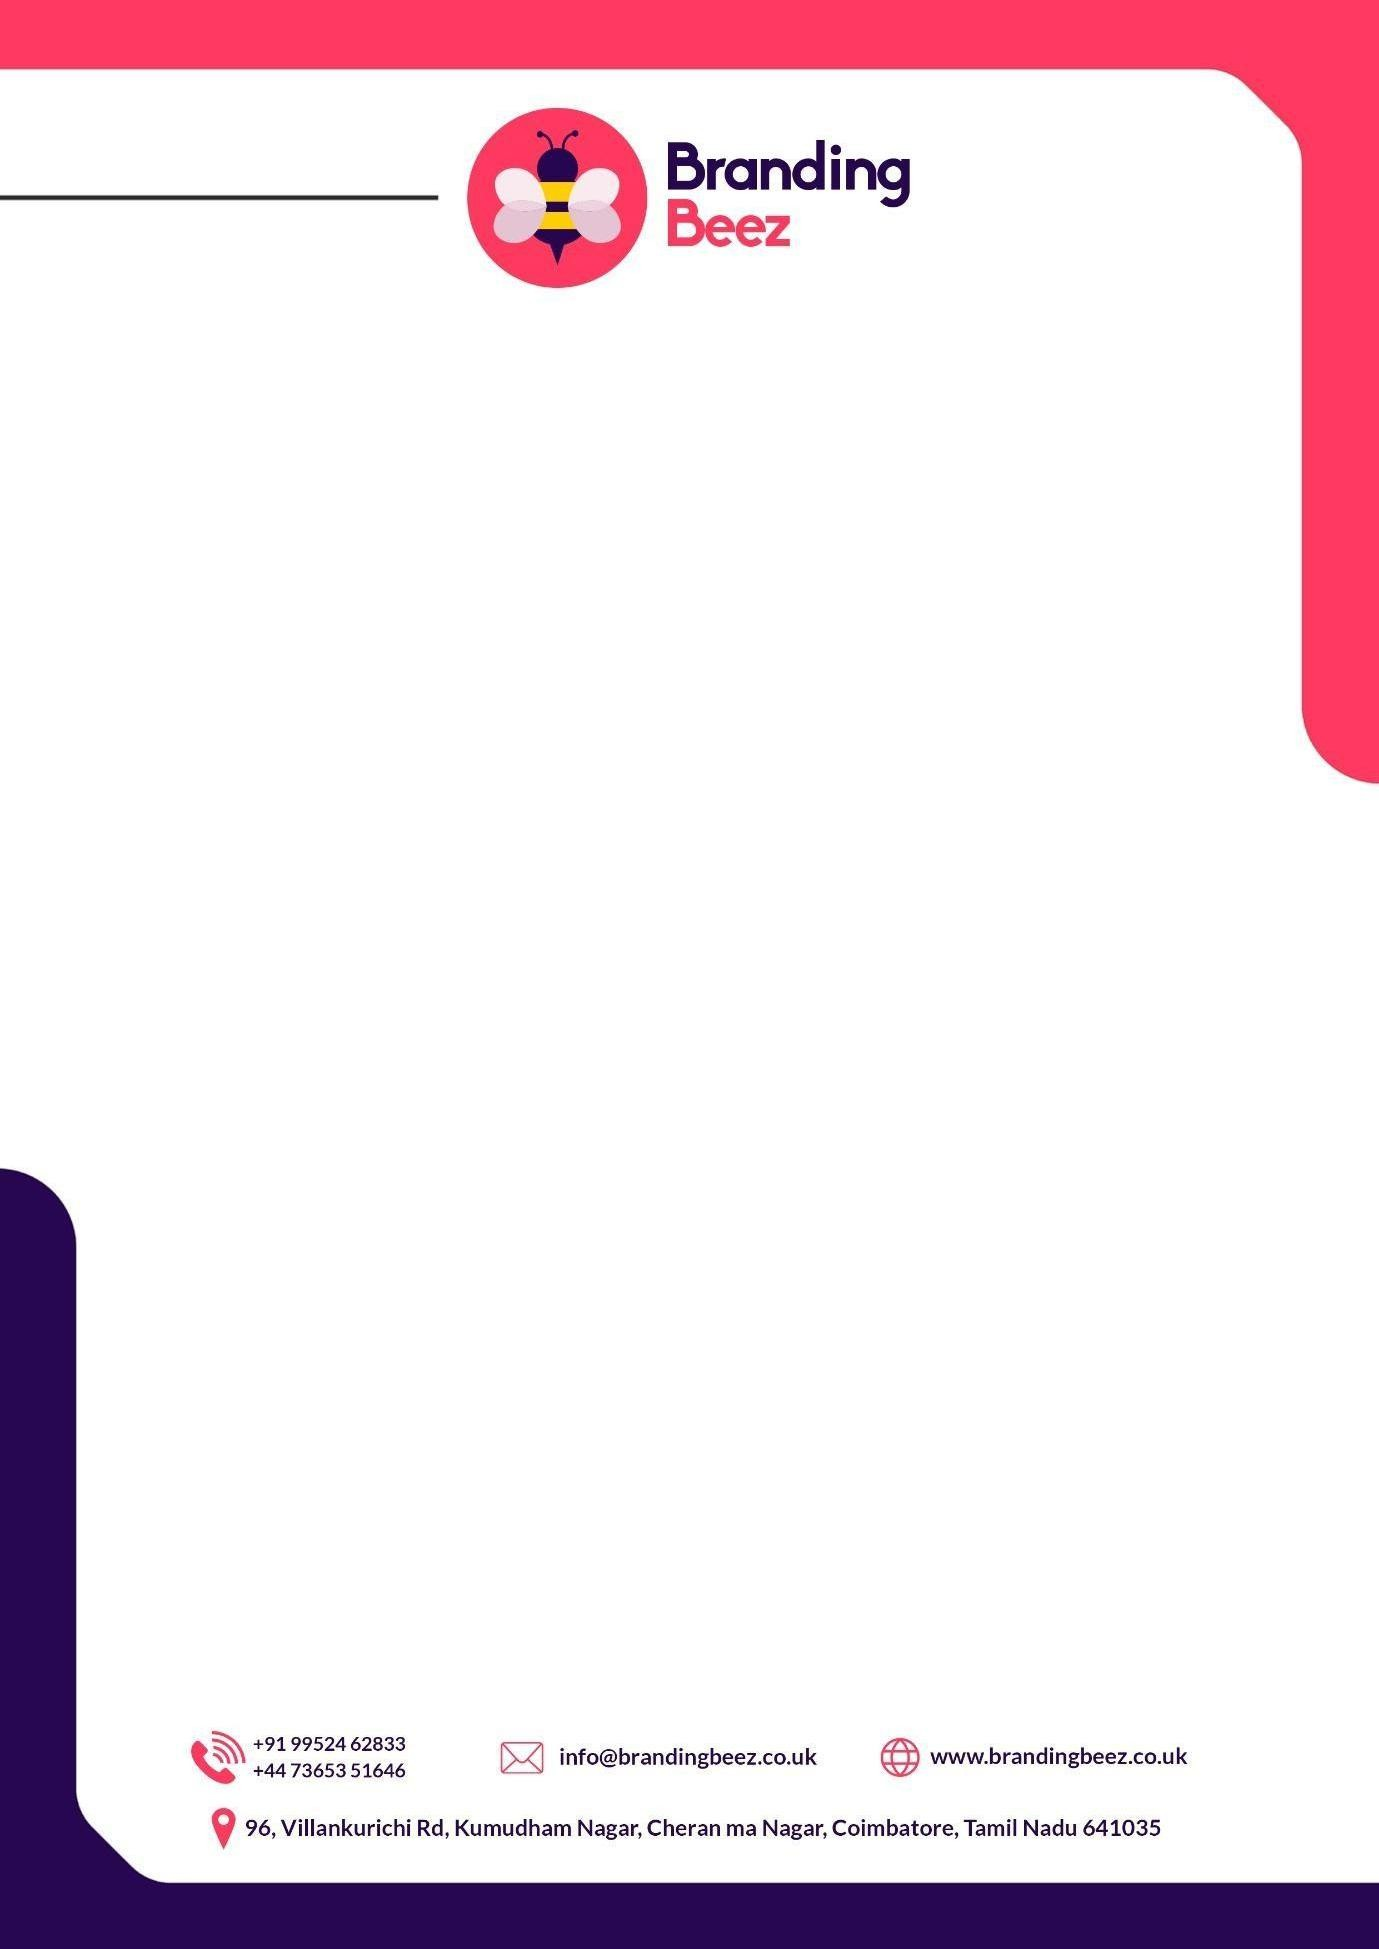 Branding
Beez
+91 99524 62833
+44 73653 51646
info@brandingbeez.co.uk
www.brandingbeez.co.uk
96, Villankurichi Rd, Kumudham Nagar, Cheran ma Nagar, Coimbatore, Tamil Nadu 641035